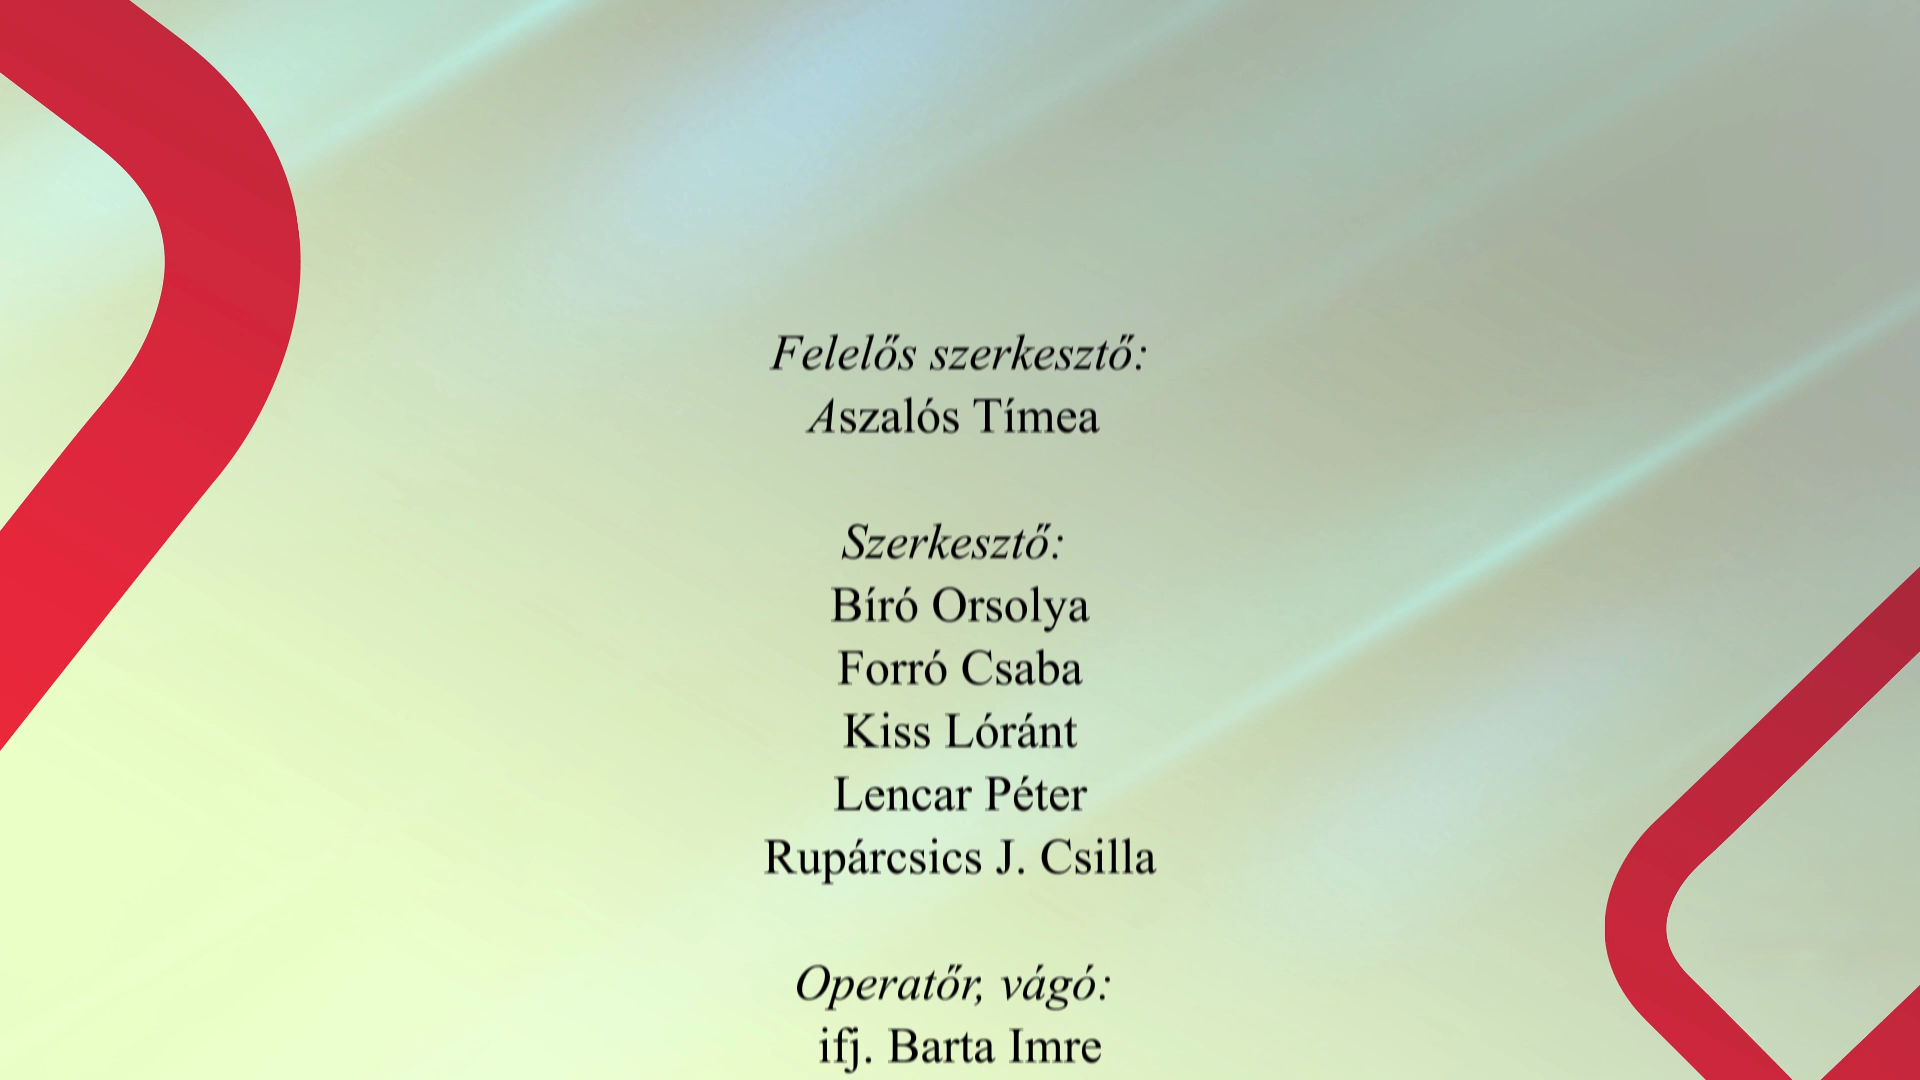 Felelős szerkesztő:
Aszalós Tímea
Szerkesztő:
Bíró Orsolya
Forró Csaba
Kiss Lóránt
Lencar Péter
Rupárcsics J. Csilla
Operatőr, vágó:
ifj. Barta Imre